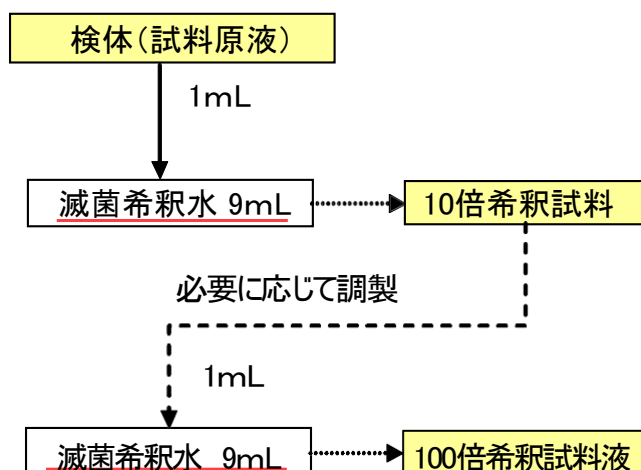 検体（試料原液）
1mL
滅菌希釈水 9mL
10倍希釈試料
必要に応じて調製
1mL
滅菌希釈水 9mL
100倍希釈試料液